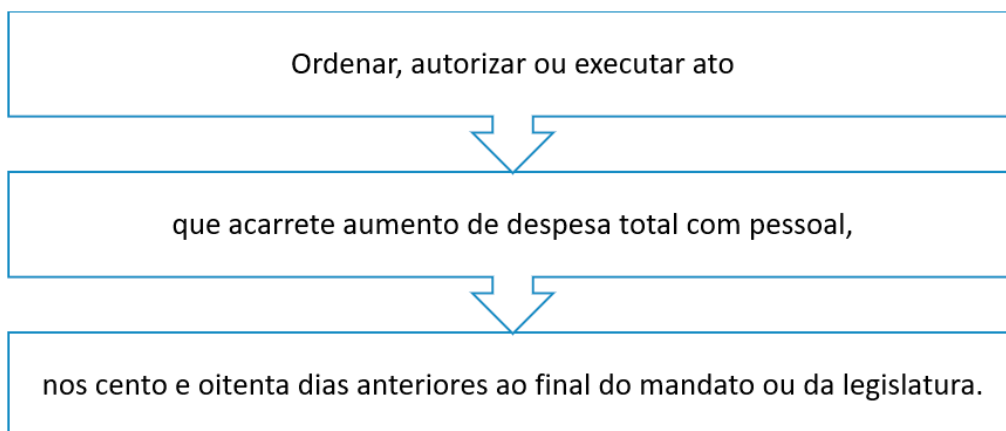 Ordenar, autorizar ou executar ato
que acarrete aumento de despesa total com pessoal,
nos cento e oitenta dias anteriores ao final do mandato ou da legislatura.